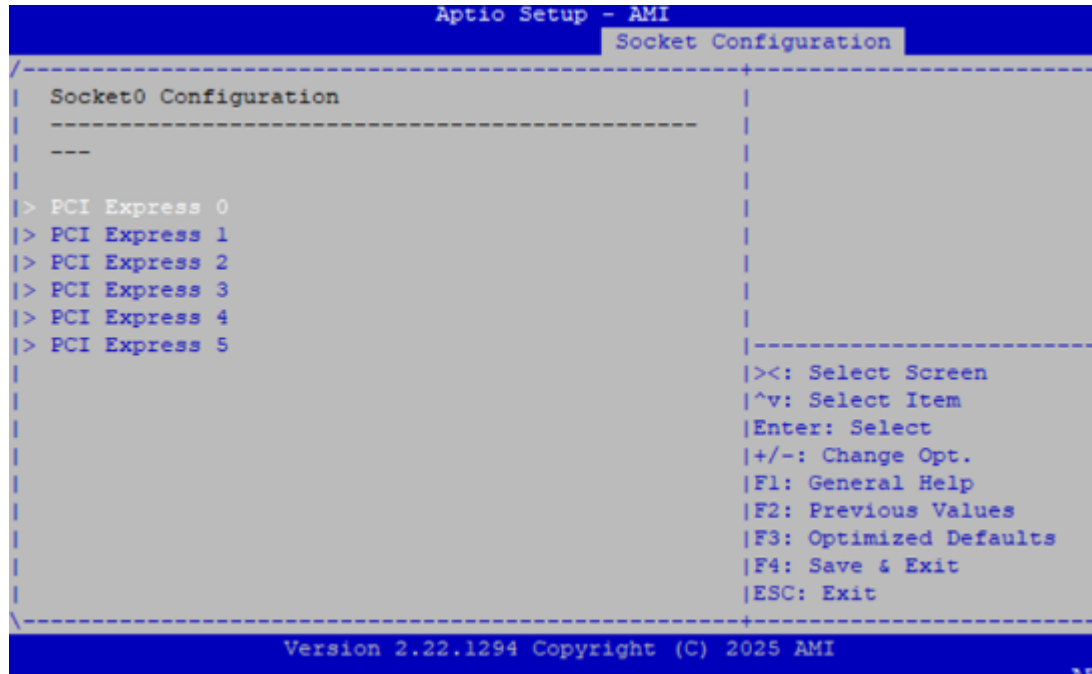 Aptio Setup - AMI
Socket Configuration
Socket0 Configuration
------------------------------------------------
---
> PCI Express 0
> PCI Express 1
> PCI Express 2
> PCI Express 3
> PCI Express 4
> PCI Express 5
><: Select Screen
^v: Select Item
Enter: Select
+/-: Change Opt.
F1: General Help
F2: Previous Values
F3: Optimized Defaults
F4: Save & Exit
ESC: Exit
Version 2.22.1294 Copyright (C) 2025 AMI